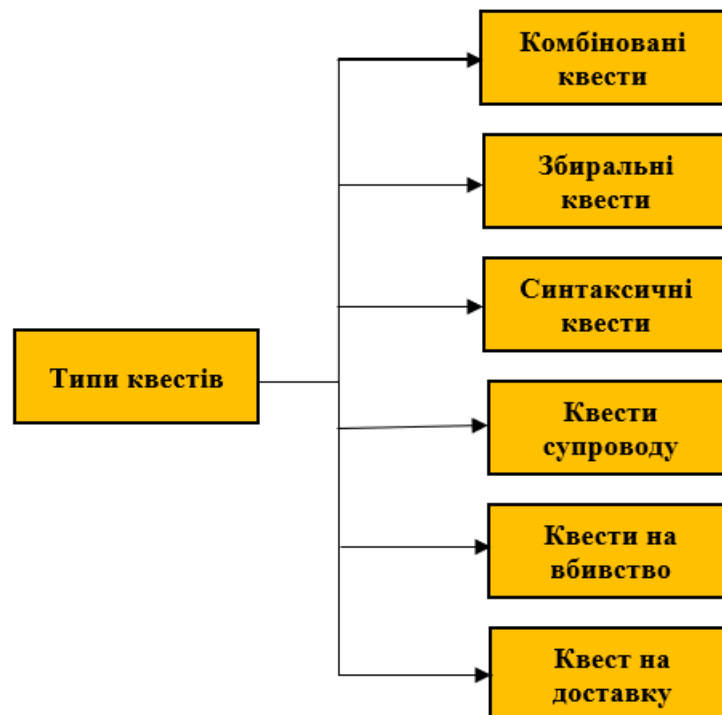 Комбіновані
квести
Збиральні
квести
Синтаксичні
квести
Типи квестів
Квести
супроводу
Квести на
вбивство
Квест на
доставку